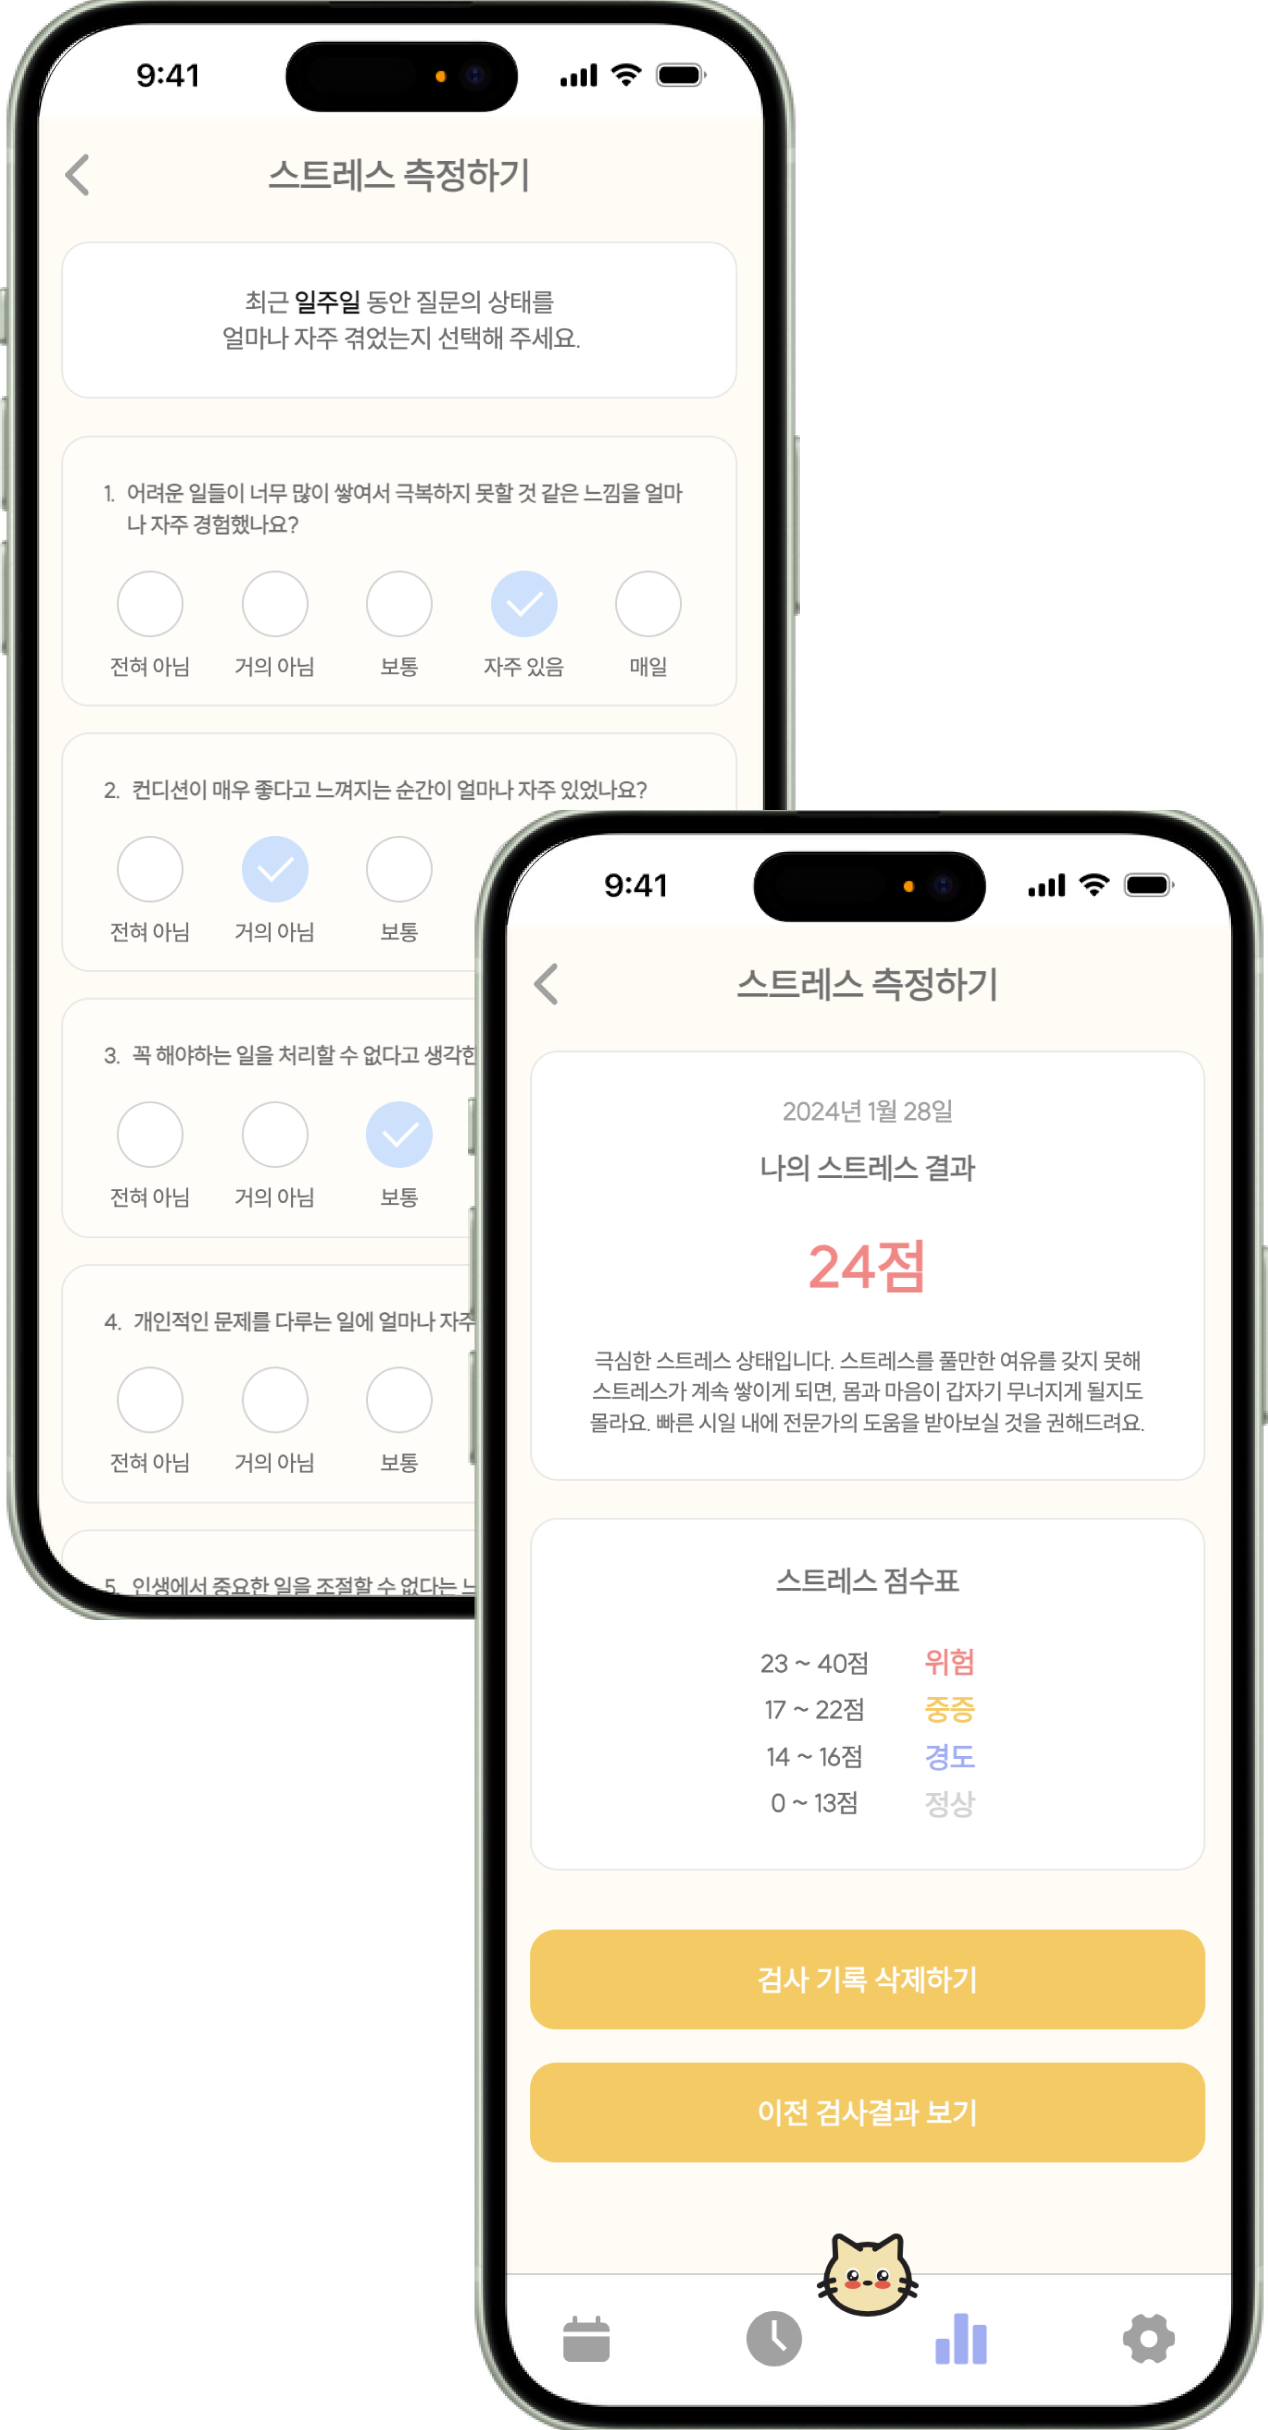 9:41
스트레스 측정하기
최근 일주일 동안 질문의 상태를
얼마나 자주 겪었는지 선택해 주세요.
1. 어려운 일들이 너무 많이 쌓여서 극복하지 못할 것 같은 느낌을 얼마
나 자주 경험했나요?
전혀 아님 거의 아님 보통 자주 있음 매일
2. 컨디션이 매우 좋다고 느껴지는 순간이 얼마나 자주 있었나요?
전혀 아님 거의 아님 보통
3. 꼭 해야하는 일을 처리할 수 없다고 생각한
전혀 아님 거의 아님 보통
4. 개인적인 문제를 다루는 일에 얼마나 자주
전혀 아님 거의 아님 보통
5. 인생에서 중요한 일을 조절할 수 없다는
9:41
스트레스 측정하기
2024년 1월 28일
나의 스트레스 결과
24점
극심한 스트레스 상태입니다. 스트레스를 풀만한 여유를 갖지 못해
스트레스가 계속 쌓이게 되면, 몸과 마음이 갑자기 무너지게 될지도
몰라요. 빠른 시일 내에 전문가의 도움을 받아보실 것을 권해드려요.
스트레스 점수표
23 ~ 40점 위험
17 ~ 22점 중증
14 ~ 16점 경도
0 ~ 13점 정상
검사 기록 삭제하기
이전 검사결과 보기